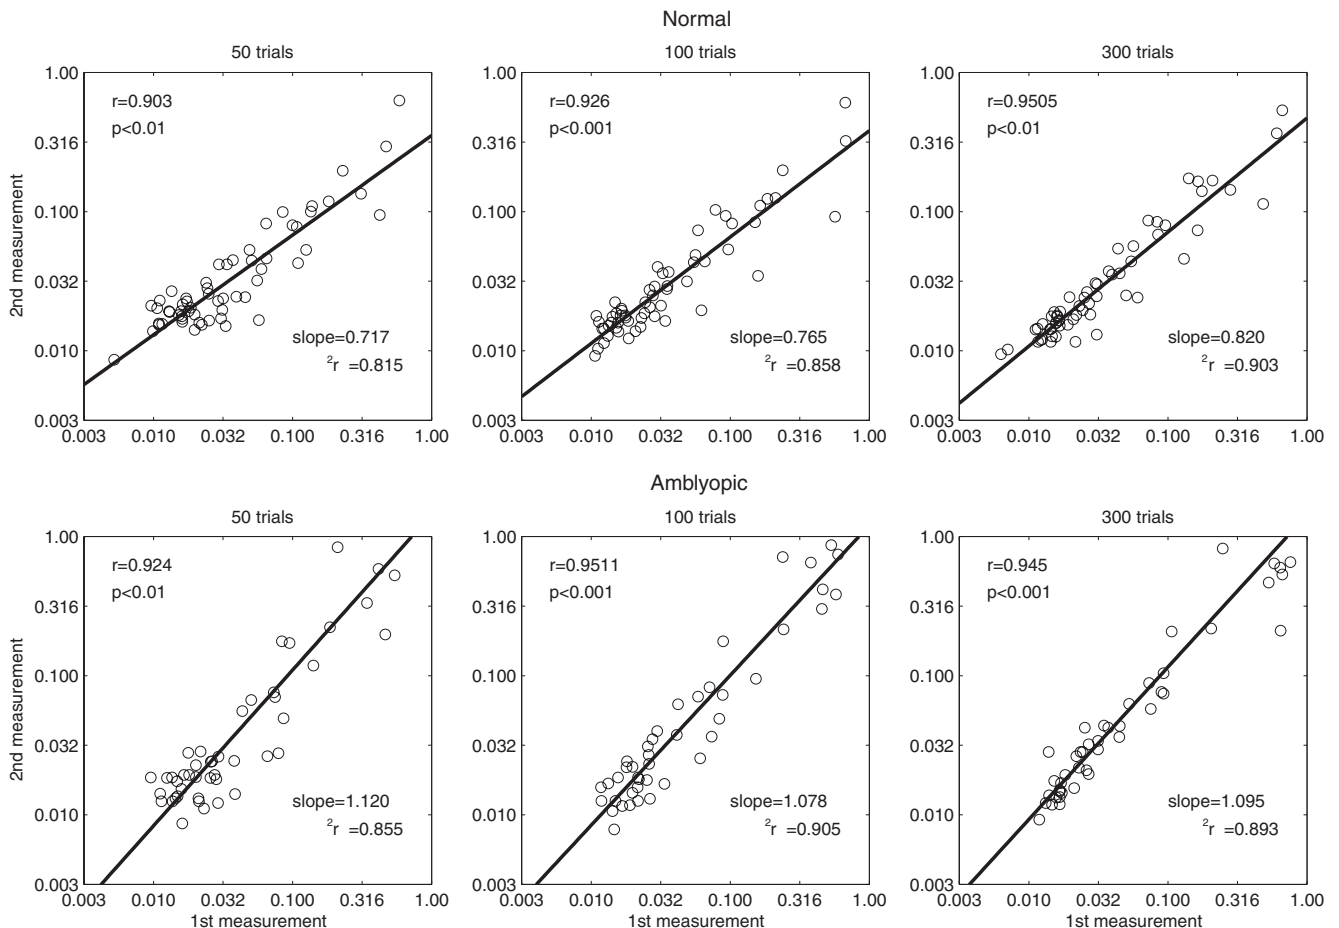 Normal
50 trials
100 trials
300 trials
1.00
0.316
0.100
0.032
0.010
0.003
2nd measurement
r=0.903
p<0.01
slope=0.717
2r =0.815
0.003 0.010 0.032 0.100 0.316 1.00
1.00
0.316
0.100
0.032
0.010
0.003
r=0.926
p<0.001
slope=0.765
2r =0.858
0.003 0.010 0.032 0.100 0.316 1.00
1.00
0.316
0.100
0.032
0.010
0.003
r=0.9505
p<0.01
slope=0.820
2r =0.903
0.003 0.010 0.032 0.100 0.316 1.00
Amblyopic
50 trials
100 trials
300 trials
1.00
0.316
0.100
0.032
0.010
0.003
2nd measurement
r=0.924
p<0.01
slope=1.120
2r =0.855
0.003 0.010 0.032 0.100 0.316 1.00
1st measurement
1.00
0.316
0.100
0.032
0.010
0.003
r=0.9511
p<0.001
slope=1.078
2r =0.905
0.003 0.010 0.032 0.100 0.316 1.00
1st measurement
1.00
0.316
0.100
0.032
0.010
0.003
r=0.945
p<0.001
slope=1.095
2r =0.893
0.003 0.010 0.032 0.100 0.316 1.00
1st measurement